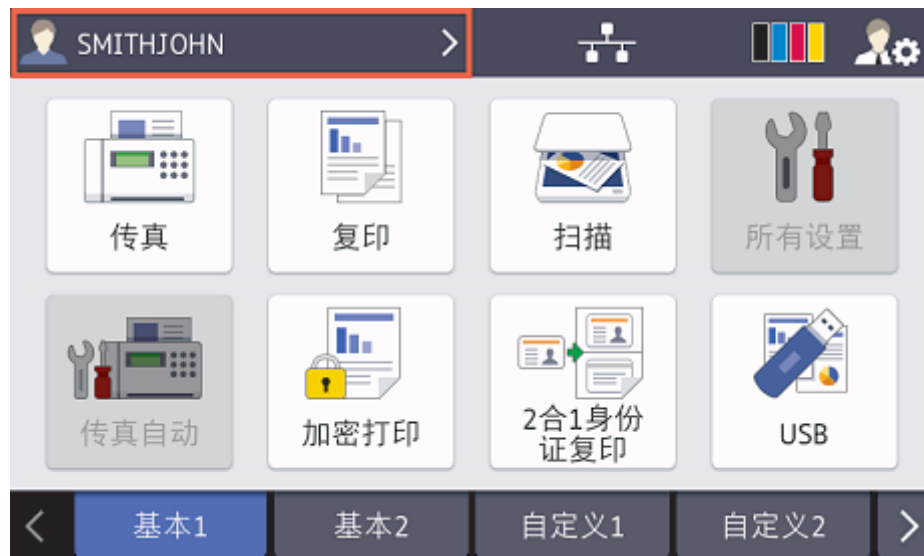 SMITHJOHN
传真
复印
扫描
所有设置
传真自动
加密打印
2合1身份
证复印
USB
基本1
基本2
自定义1
自定义2